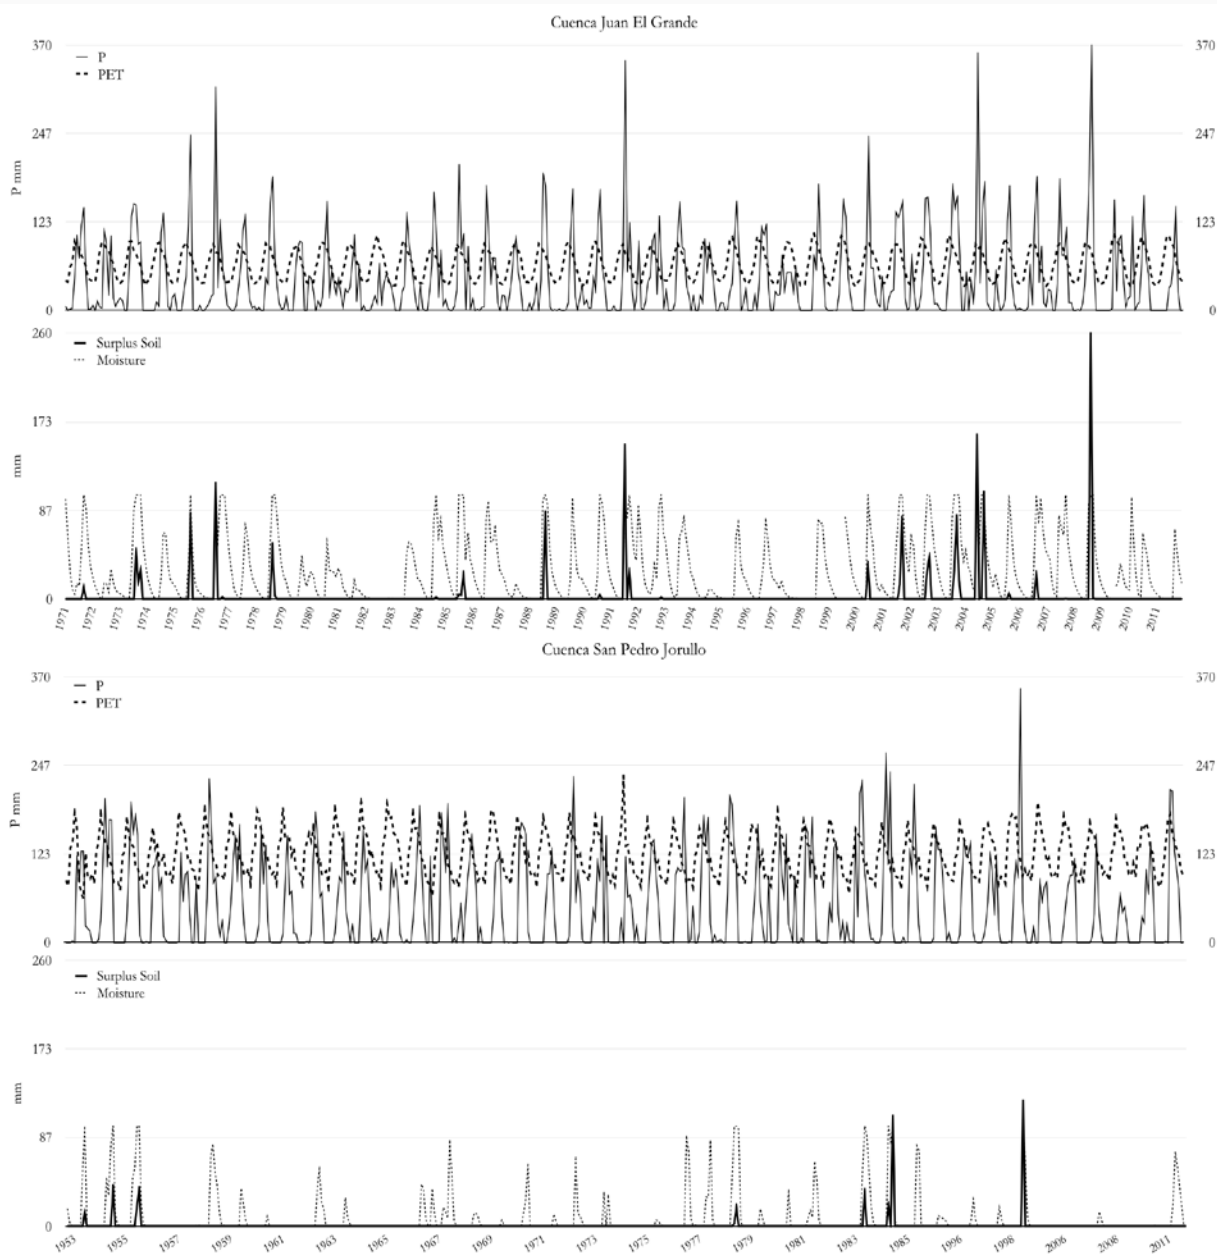 Cuenca Juan El Grande
370 370
P
PET
247 247
P mm
123 123
0 0
260
Surplus Soil
Moisture
173
mm
87
0
1971 1972 1973 1974 1975 1976 1977 1978 1979 1980 1981 1982 1983 1984 1985 1986 1987 1988 1989 1990 1991 1992 1993 1994 1995 1996 1997 1998 1999 2000 2001 2002 2003 2004 2005 2006 2007 2008 2009 2010 2011
Cuenca San Pedro Jorullo
370 370
P
PET
247 247
P mm
123 123
0 0
260
Surplus Soil
Moisture
173
mm
87
0
1953 1955 1957 1959 1961 1963 1965 1967 1969 1971 1973 1975 1977 1979 1981 1983 1985 1996 1998 2006 2008 2011